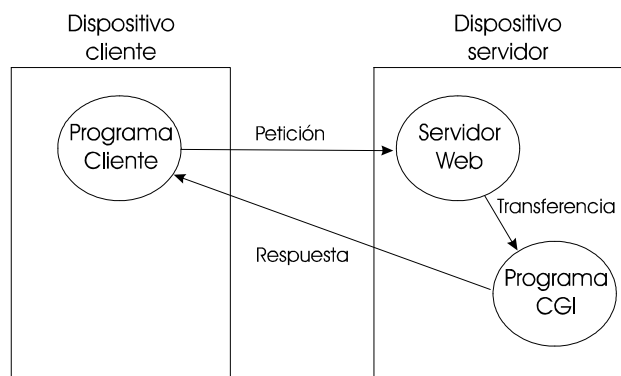 Dispositivo
cliente
Dispositivo
servidor
Programa
Cliente
Petición
Servidor
Web
Transferencia
Respuesta
Programa
CGI